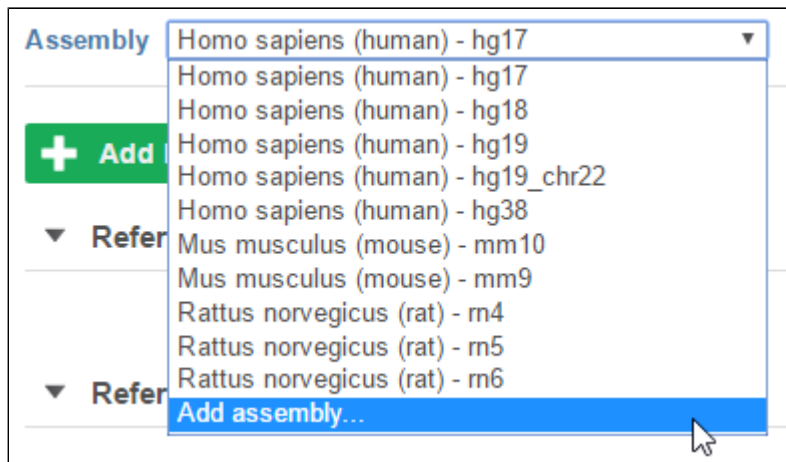 Assembly Homo sapiens (human) - hg17
Homo sapiens (human) - hg17
Homo sapiens (human) - hg18
Homo sapiens (human) - hg19
Homo sapiens (human) - hg19_chr22
Add
Homo sapiens (human) - hg38
Refer
Mus musculus (mouse) - mm10
Mus musculus (mouse) - mm9
Rattus norvegicus (rat) - rn4
Rattus norvegicus (rat) - rn5
Rattus norvegicus (rat) - rn6
Refer
Add assembly...